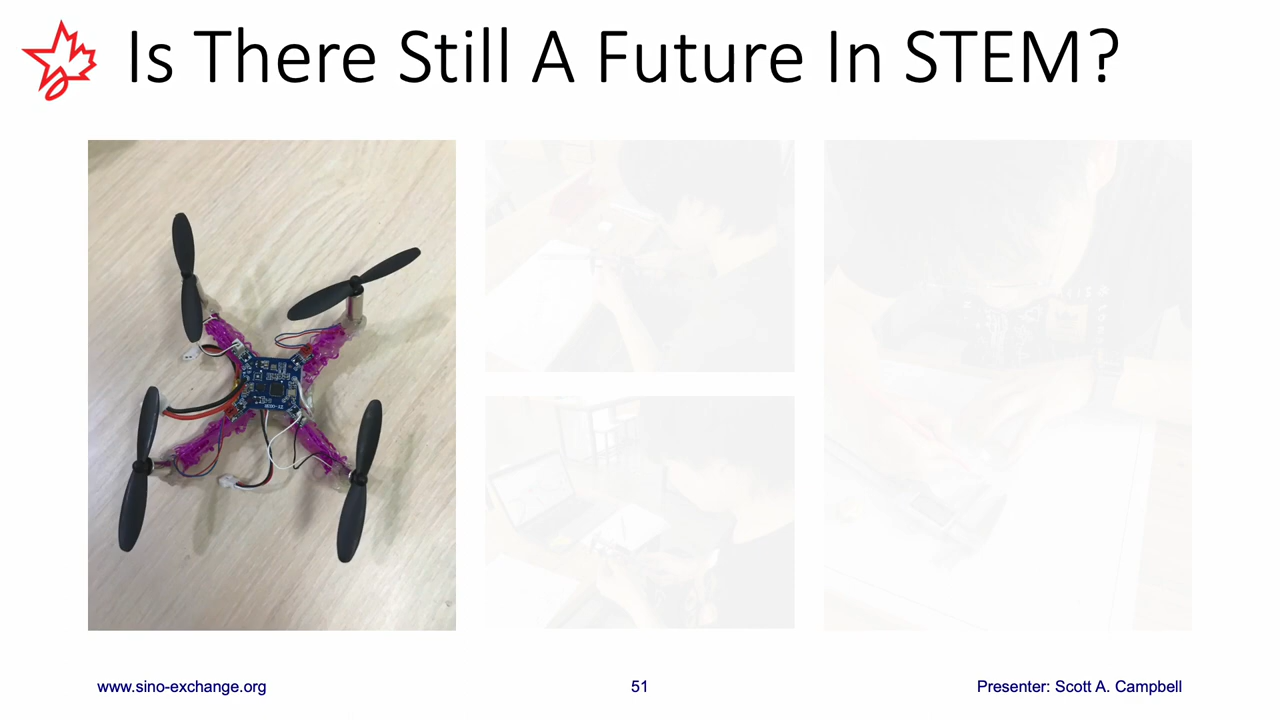 Is There Still A Future In STEM?
www.sino-exchange.org
51
Presenter: Scott A. Campbell